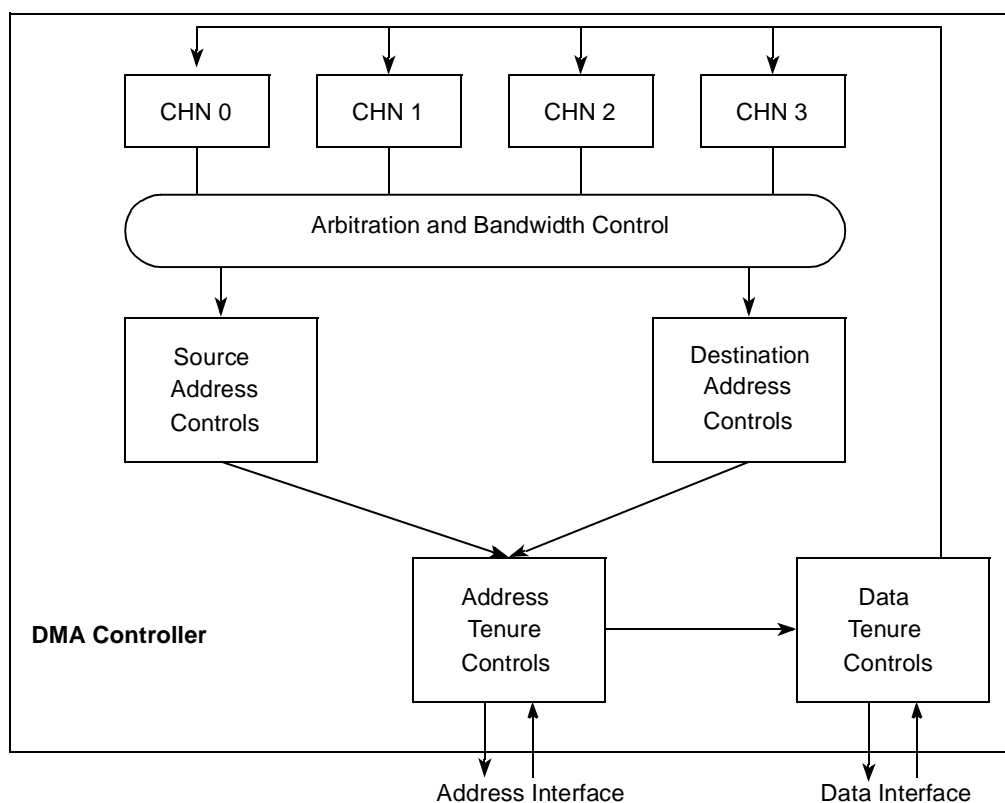 CHN 0
CHN 1
CHN 2
CHN 3
Arbitration and Bandwidth Control
Source
Address
Controls
Destination
Address
Controls
Address
Tenure
Controls
Data
Tenure
Controls
DMA Controller
Address Interface
Data Interface